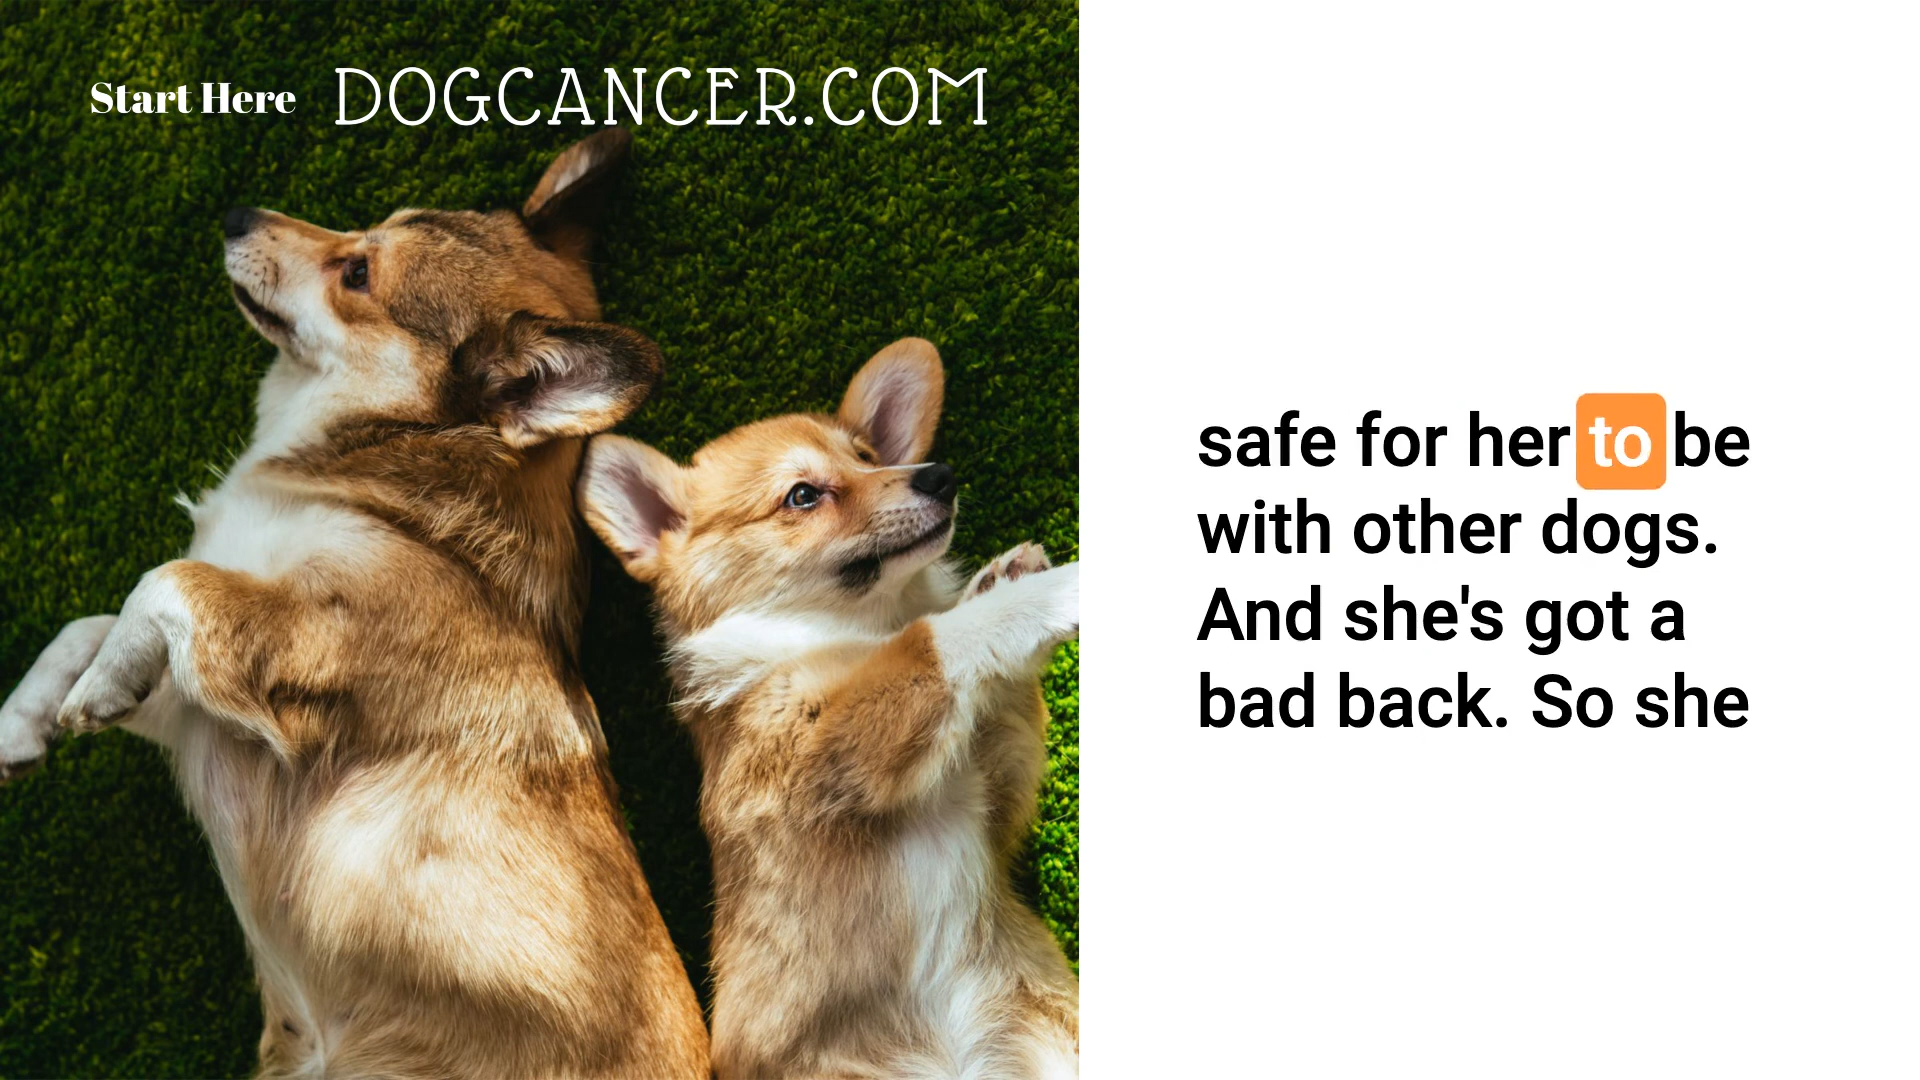 Start Here DOGCANCER.COM
safe for her to be
with other dogs.
And she's got a
bad back. So she